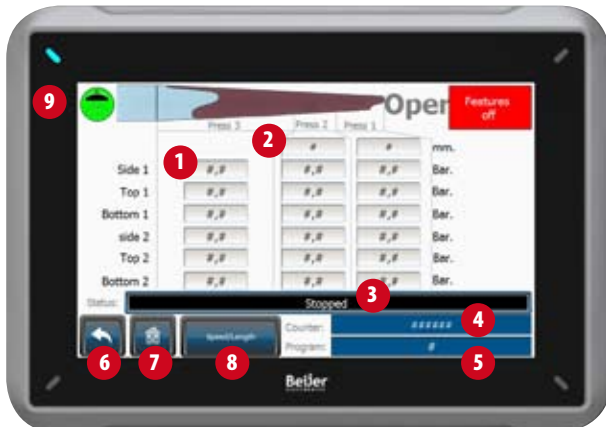 9
Oper
Features
off
Press 3
Press 2
Press 1
2
# # mm.
1
Side 1 #,# #,# #,# Bar.
Top 1 #,# #,# #,# Bar.
Bottom 1 #,# #,# #,# Bar.
side 2 #,# #,# #,# Bar.
Top 2 #,# #,# #,# Bar.
Bottom 2 #,# #,# #,# Bar.
3
Status: Stopped
Counter: ###### 4
Speed/Length
Program: # 5
6 7 8
Beijer